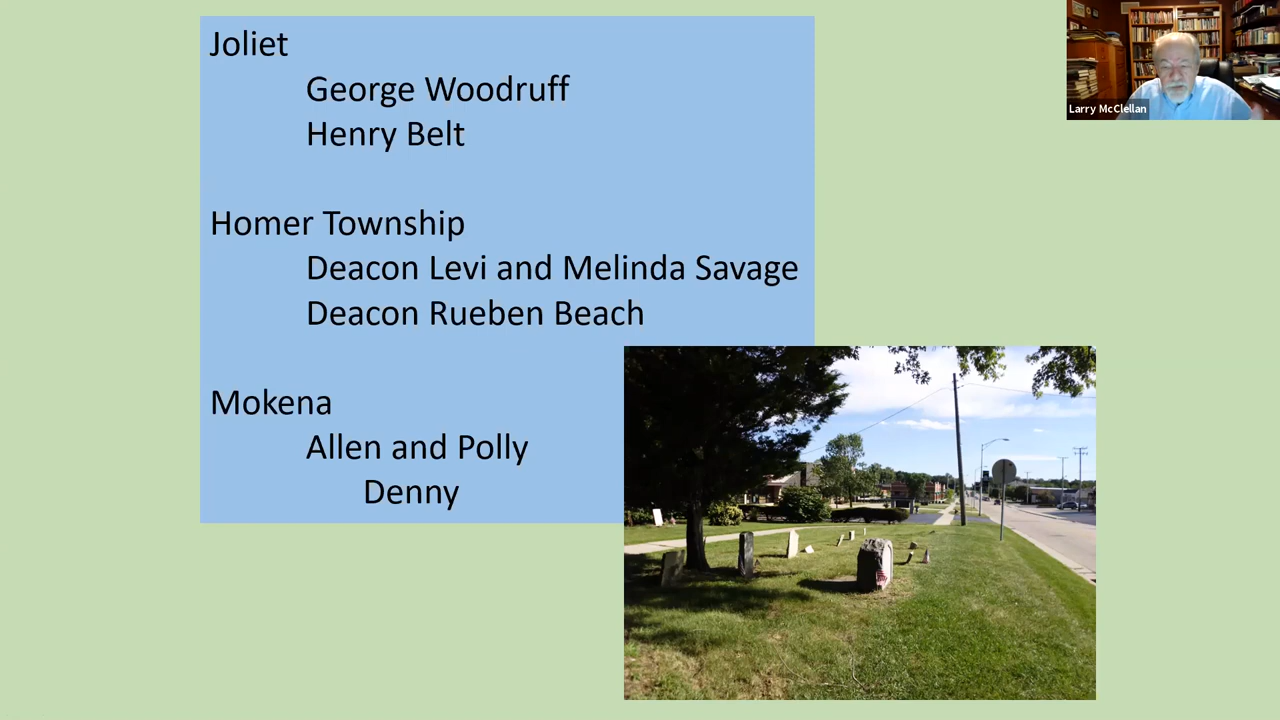 Joliet
George Woodruff
Henry Belt
Homer Township
Deacon Levi and Melinda Savage
Deacon Rueben Beach
Mokena
Allen and Polly
Denny
Larry McClellan